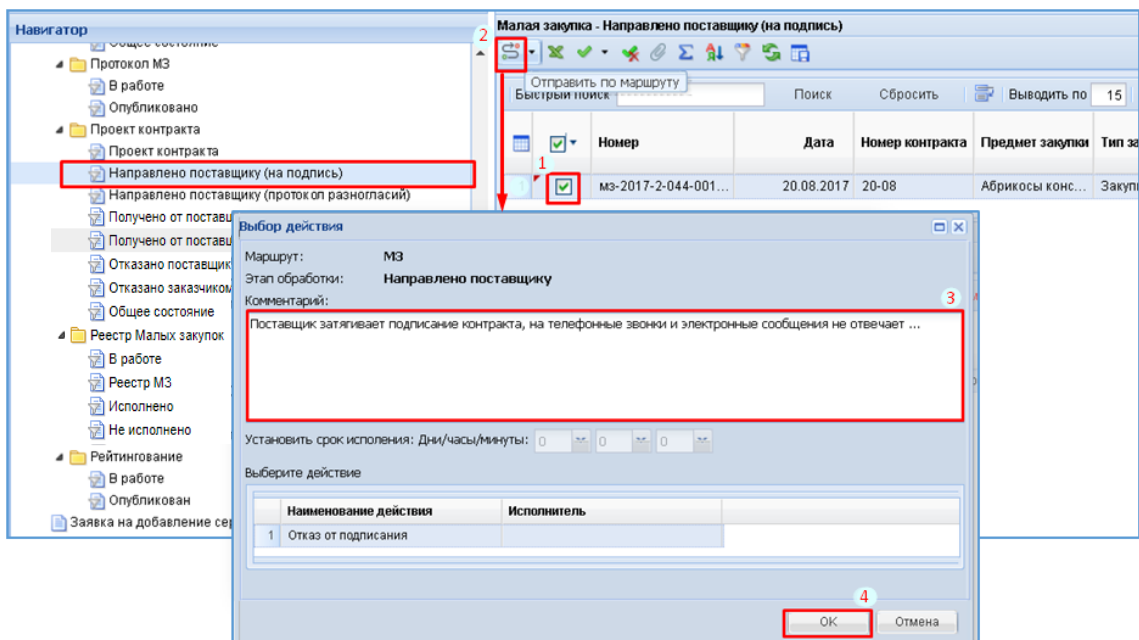 Навигатор
Общее состояние
Протокол МЗ
В работе
Опубликовано
Проект контракта
Проект контракта
Направлено поставщику (на подпись)
Направлено поставщику (протокол разногласий)
Получено от поставщ
Получено от поставщ
Отказано поставщик
Отказано заказчиком
Общее состояние
Реестр Малых закупок
В работе
Реестр МЗ
Исполнено
Не исполнено
Рейтингование
В работе
Опубликован
Заявка на добавление сер
2
Малая закупка - Направлено поставщику (на подпись)
Отправить по маршруту
Быстрый поиск Поиск Сбросить Выводить по 15
Номер Дата Номер контракта Предмет закупки Тип за
1
1 мз-2017-2-044-001... 20.08.2017 20-08 Абрикосы конс... Закупк
Выбор действия
Маршрут: МЗ
Этап обработки: Направлено поставщику
Комментарий:
3
Поставщик затягивает подписание контракта, на телефонные звонки и электронные сообщения не отвечает ...
Установить срок исполения: Дни/часы/минуты: 0 0 0
Выберите действие
Наименование действия Исполнитель
1 Отказ от подписания
4
OK Отмена